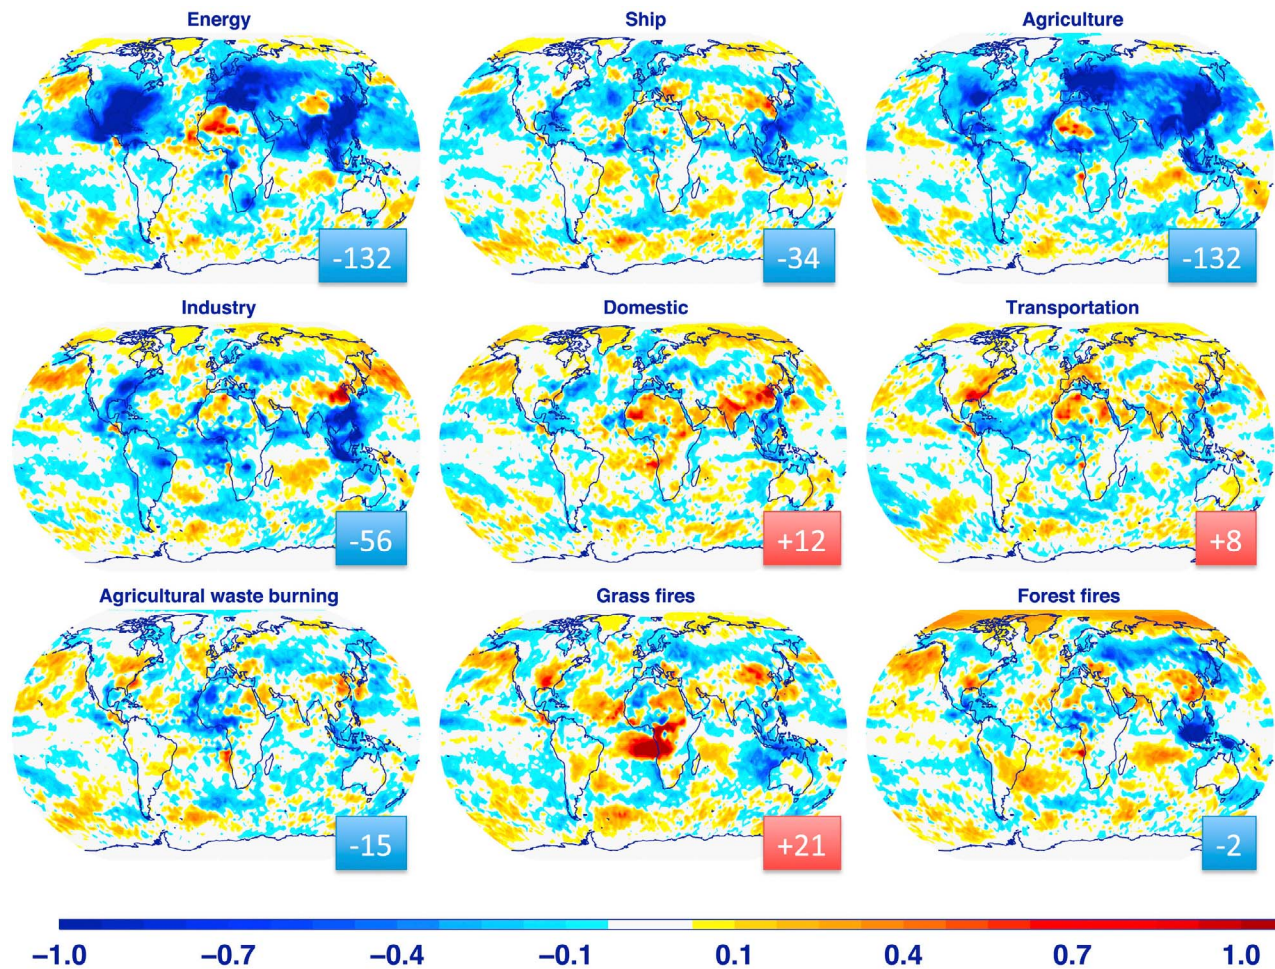 Energy Ship Agriculture
-132 -34 -132
Industry Domestic Transportation
-56 +12 +8
Agricultural waste burning Grass fires Forest fires
-15 +21 -2
−1.0 −0.7 −0.4 −0.1 0.1 0.4 0.7 1.0